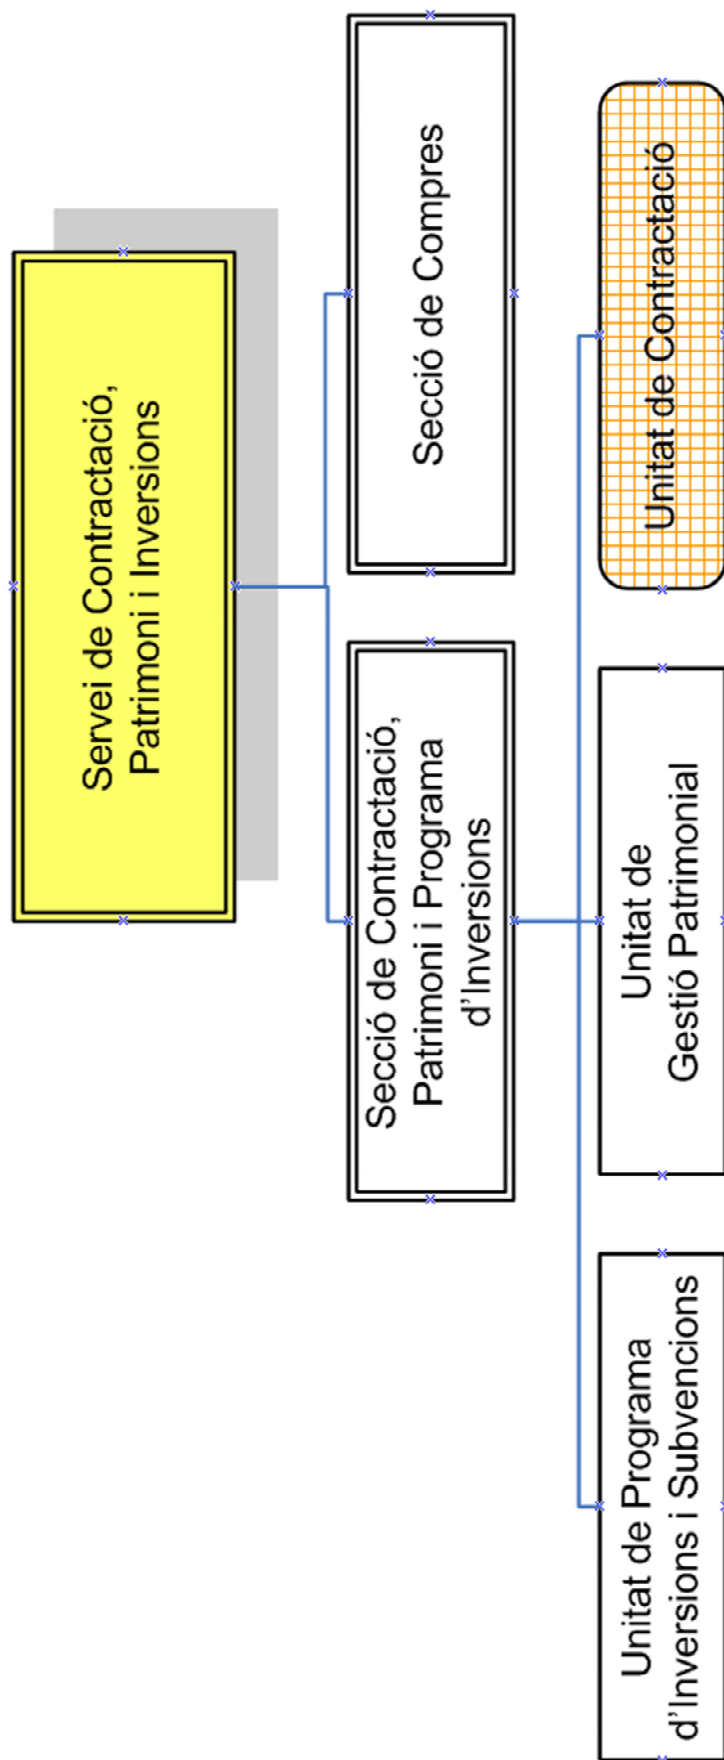 Servei de Contractació,
Patrimoni i Inversions
Secció de Contractació,
Patrimoni i Programa
d'Inversions
Secció de Compres
Unitat de Programa
d'Inversions i Subvencions
Unitat de
Gestió Patrimonial
Unitat de Contractació